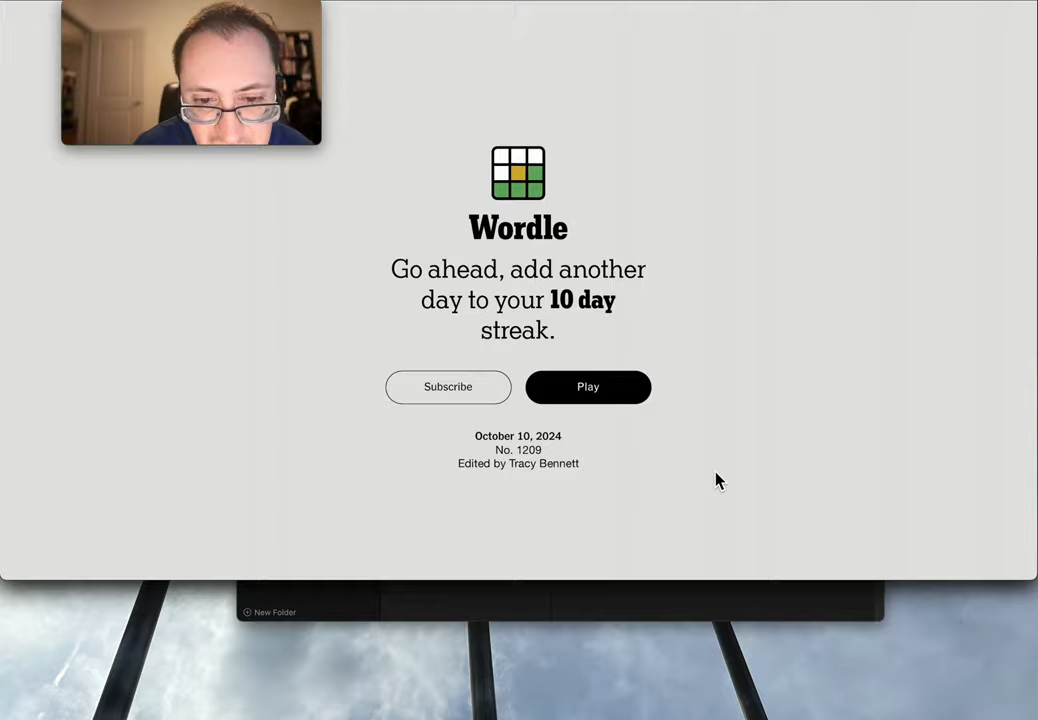 Wordle
Go ahead, add another
day to your 10 day
streak.
Subscribe
Play
October 10, 2024
No. 1209
Edited by Tracy Bennett
New Folder